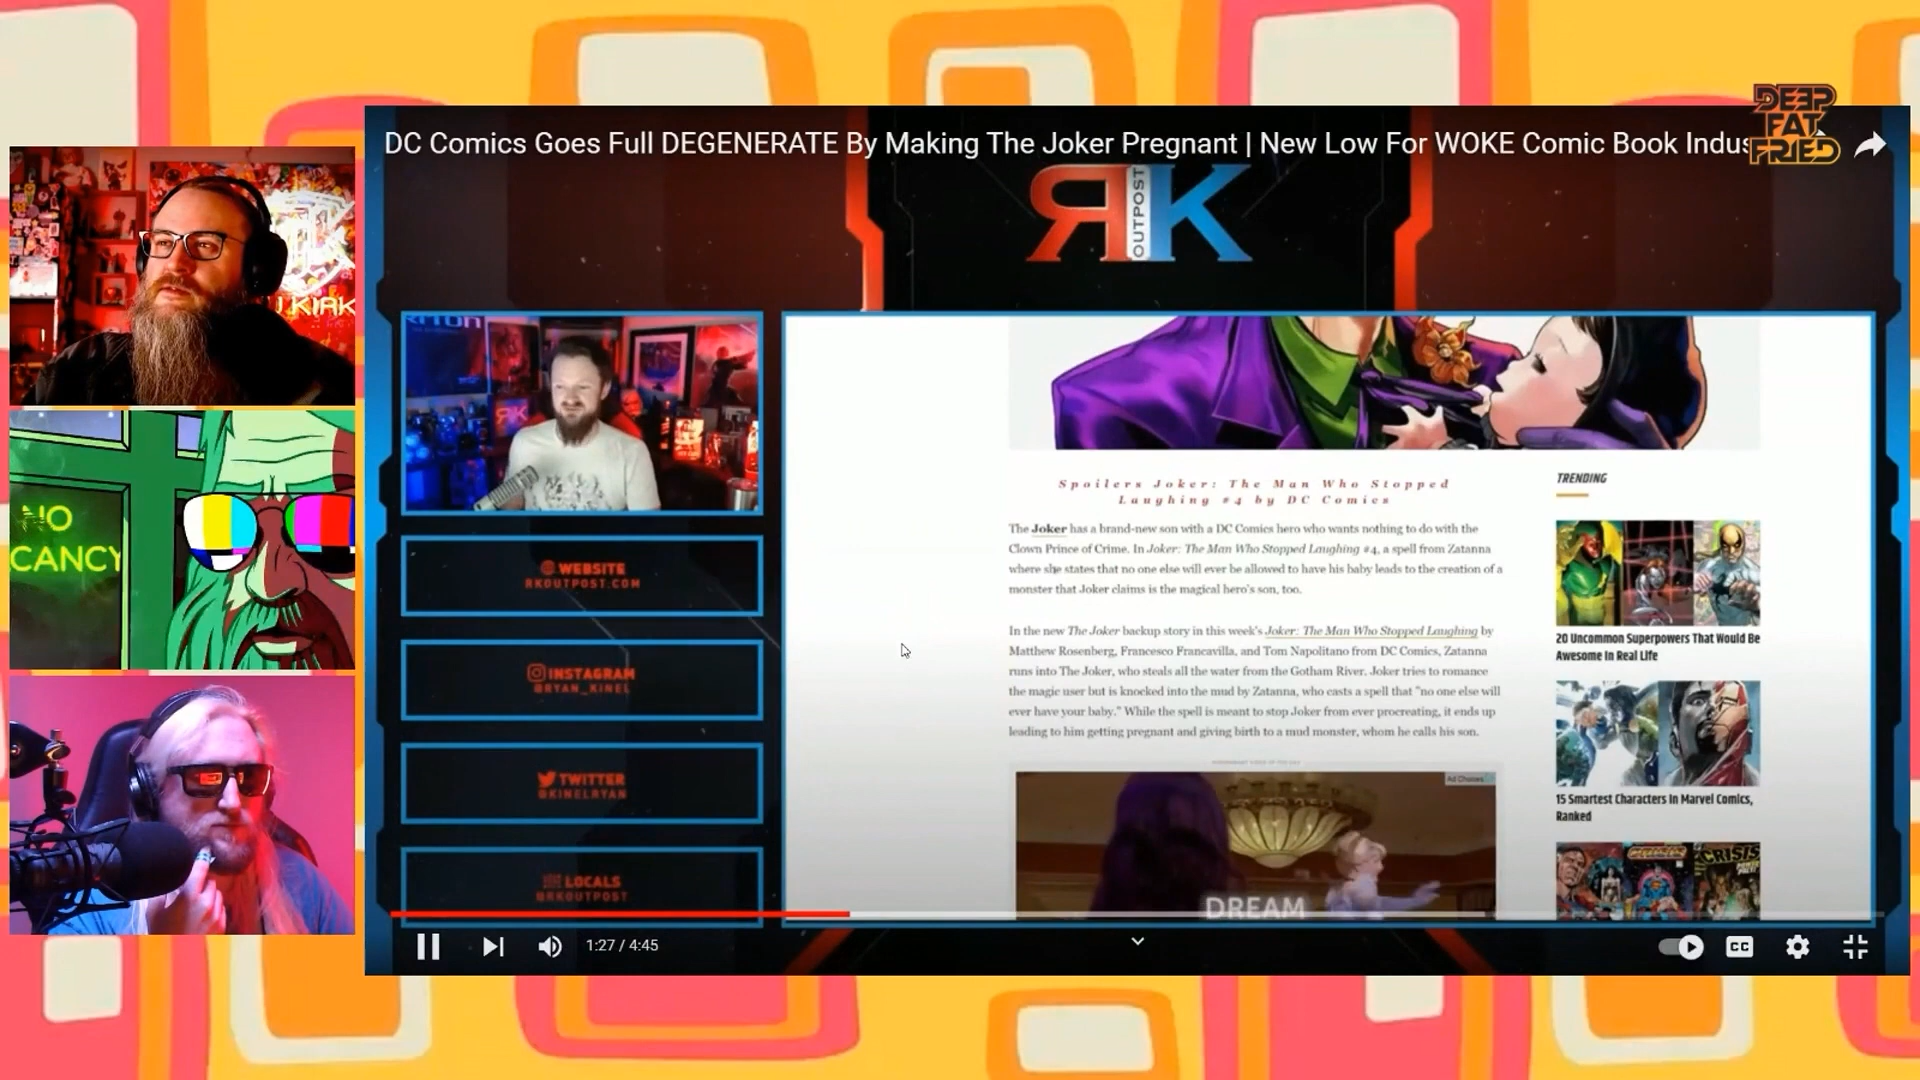 DC Comics Goes Full DEGENERATE By Making The Joker Pregnant | New Low For WOKE Comic Book Indus
DEEP
FAT
FRIED
RK
OUTPOST
KIRK
NO
CANCY
RK
WEBSITE
RKOUTPOST.COM
INSTAGRAM
@RYAN_KINEL
TWITTER
@KINELRYAN
LOCALS
@RKOUTPOST
Spoilers Joker: The Man Who Stopped
Laughing #4 by DC Comics
The Joker has a brand-new son with a DC Comics hero who wants nothing to do with the
Clown Prince of Crime. In Joker: The Man Who Stopped Laughing #4, a spell from Zatanna
where she states that no one else will ever be allowed to have his baby leads to the creation of a
monster that Joker claims is the magical hero's son, too.
In the new The Joker backup story in this week's Joker: The Man Who Stopped Laughing by
Matthew Rosenberg, Francesco Francavilla, and Tom Napolitano from DC Comics, Zatanna
runs into The Joker, who steals all the water from the Gotham River. Joker tries to romance
the magic user but is knocked into the mud by Zatanna, who casts a spell that "no one else will
ever have your baby." While the spell is meant to stop Joker from ever procreating, it ends up
leading to him getting pregnant and giving birth to a mud monster, whom he calls his son.
Ad Choices
DREAM
TRENDING
20 Uncommon Superpowers That Would Be
Awesome In Real Life
15 Smartest Characters In Marvel Comics,
Ranked
CRISIS
1:27 / 4:45
CC